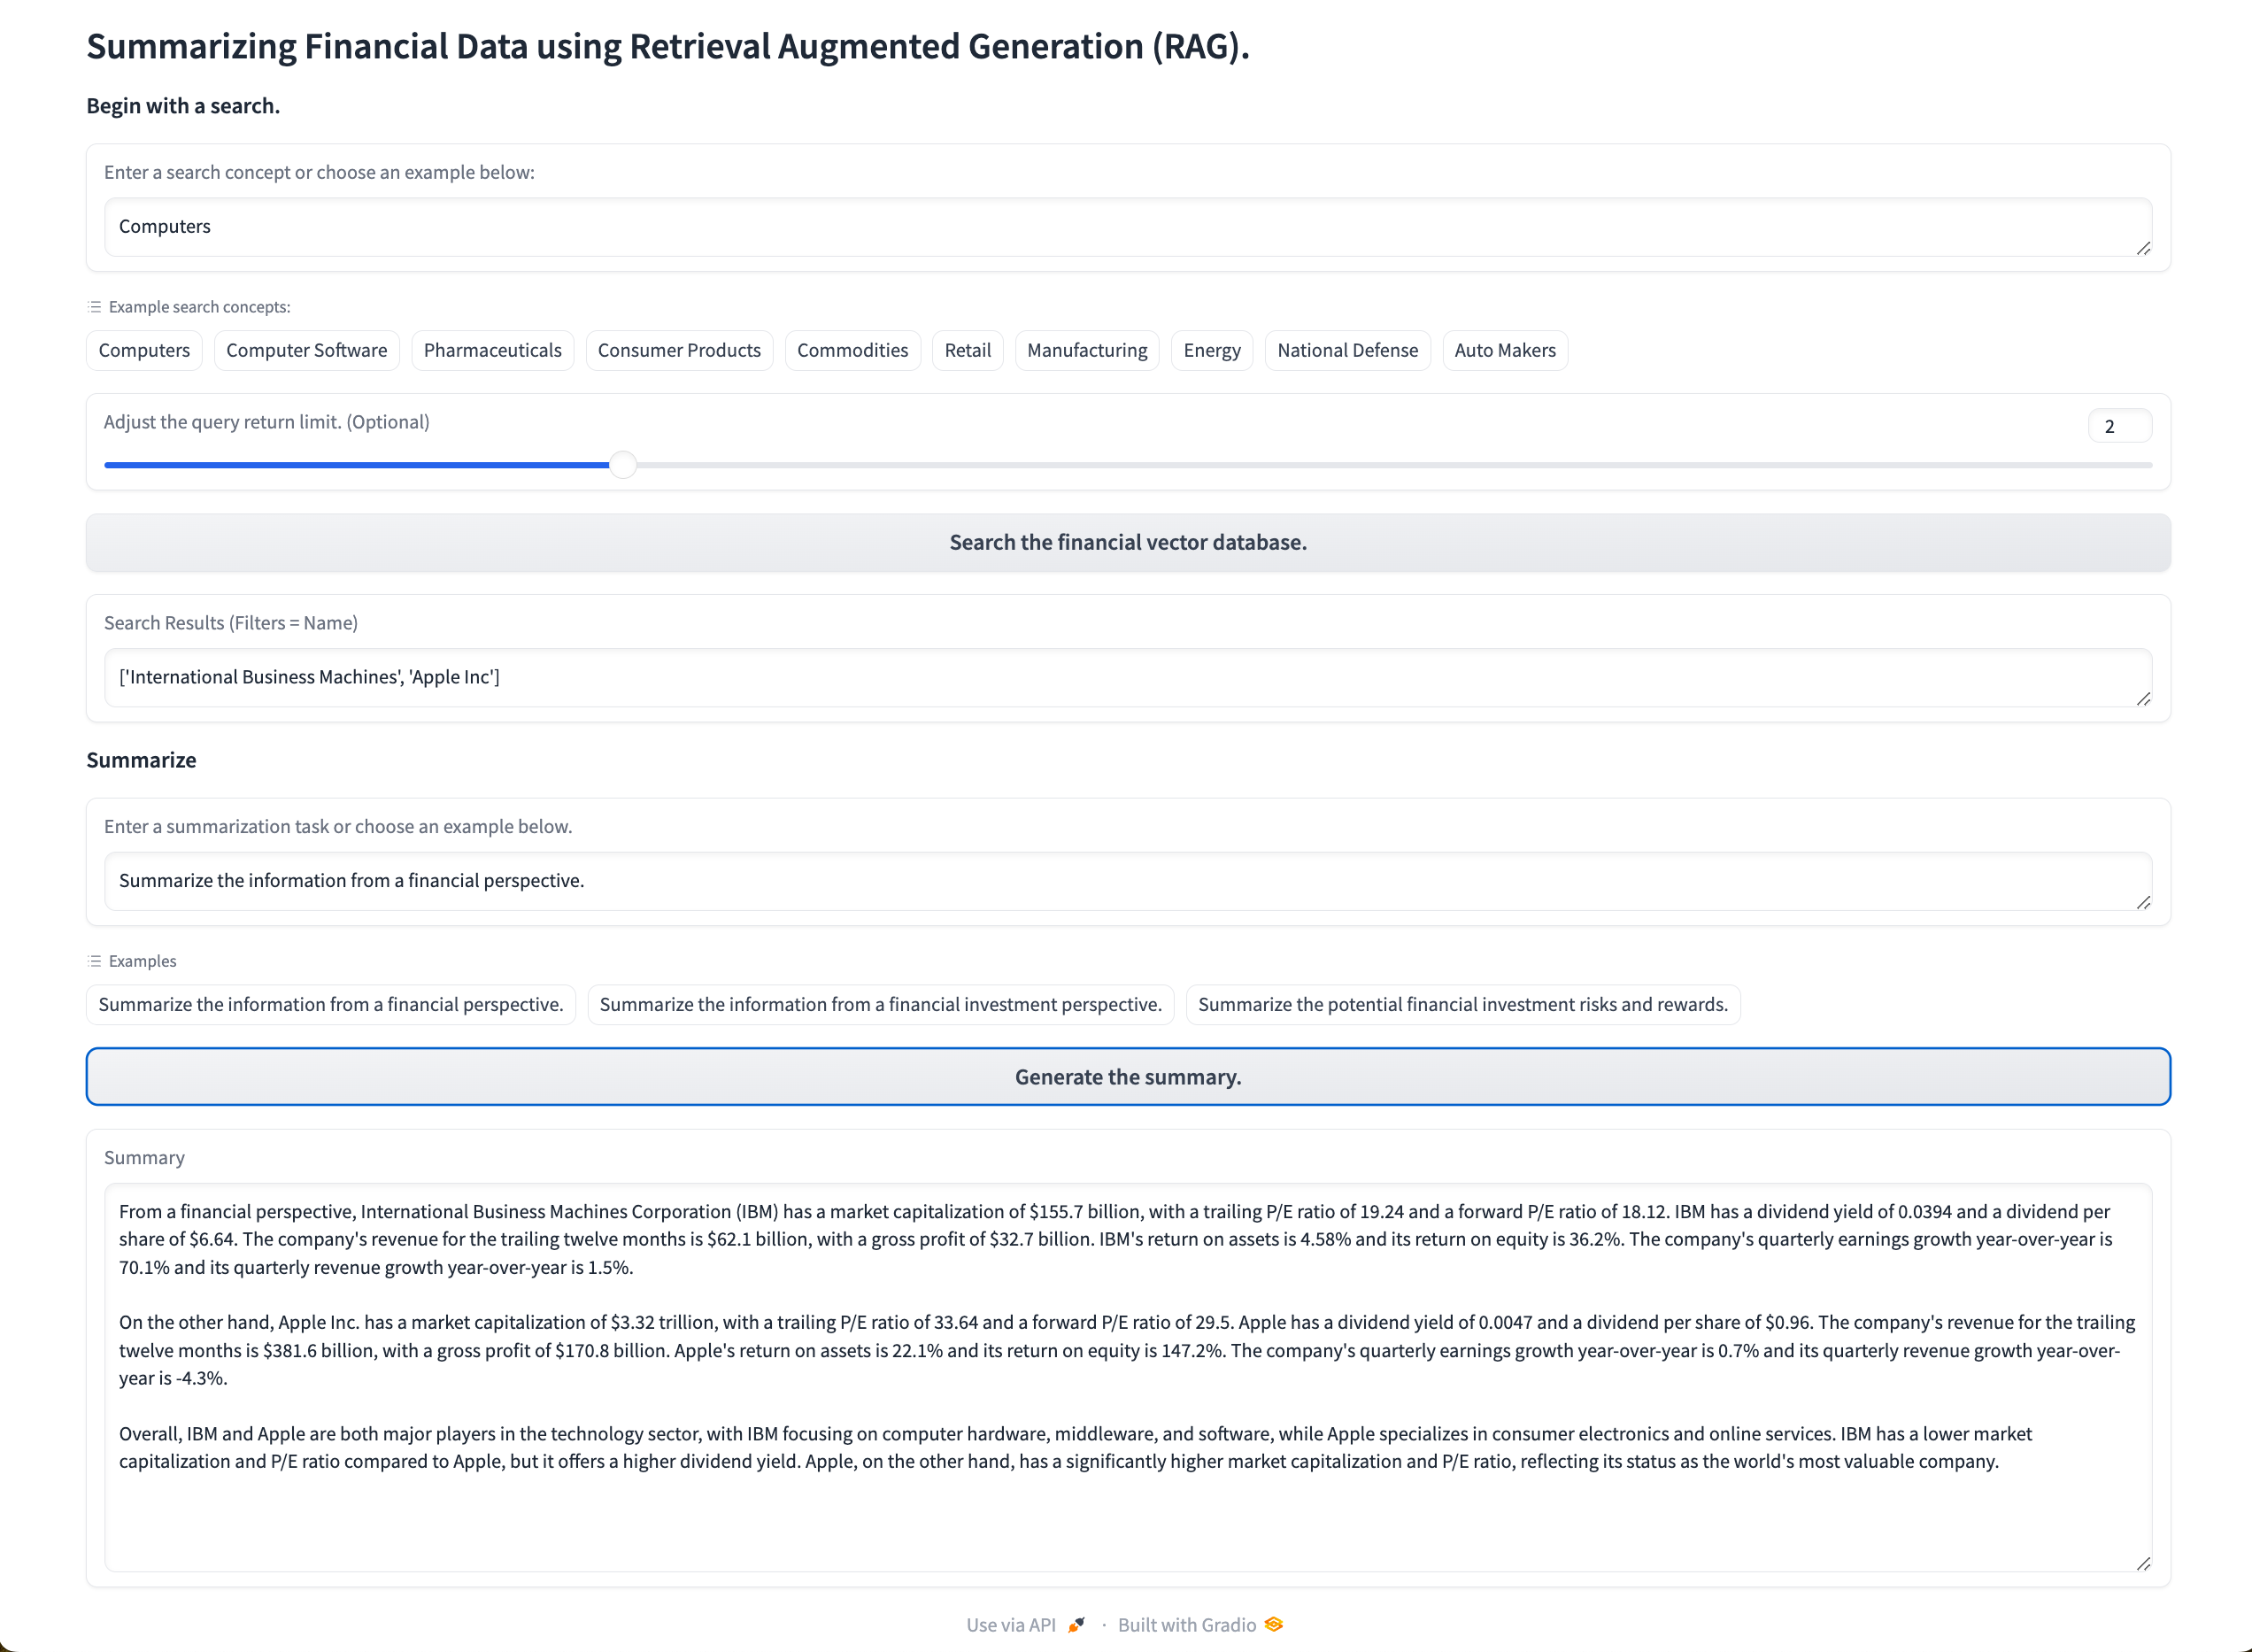 Summarizing Financial Data using Retrieval Augmented Generation (RAG).
Begin with a search.
Enter a search concept or choose an example below:
Computers
Example search concepts:
Computers Computer Software Pharmaceuticals Consumer Products Commodities Retail Manufacturing Energy National Defense Auto Makers
Adjust the query return limit. (Optional) 2
Search the financial vector database.
Search Results (Filters = Name)
['International Business Machines', 'Apple Inc']
Summarize
Enter a summarization task or choose an example below.
Summarize the information from a financial perspective.
Examples
Summarize the information from a financial perspective. Summarize the information from a financial investment perspective. Summarize the potential financial investment risks and rewards.
Generate the summary.
Summary
From a financial perspective, International Business Machines Corporation (IBM) has a market capitalization of $155.7 billion, with a trailing P/E ratio of 19.24 and a forward P/E ratio of 18.12. IBM has a dividend yield of 0.0394 and a dividend per
share of $6.64. The company's revenue for the trailing twelve months is $62.1 billion, with a gross profit of $32.7 billion. IBM's return on assets is 4.58% and its return on equity is 36.2%. The company's quarterly earnings growth year-over-year is
70.1% and its quarterly revenue growth year-over-year is 1.5%.
On the other hand, Apple Inc. has a market capitalization of $3.32 trillion, with a trailing P/E ratio of 33.64 and a forward P/E ratio of 29.5. Apple has a dividend yield of 0.0047 and a dividend per share of $0.96. The company's revenue for the trailing
twelve months is $381.6 billion, with a gross profit of $170.8 billion. Apple's return on assets is 22.1% and its return on equity is 147.2%. The company's quarterly earnings growth year-over-year is 0.7% and its quarterly revenue growth year-over-
year is -4.3%.
Overall, IBM and Apple are both major players in the technology sector, with IBM focusing on computer hardware, middleware, and software, while Apple specializes in consumer electronics and online services. IBM has a lower market
capitalization and P/E ratio compared to Apple, but it offers a higher dividend yield. Apple, on the other hand, has a significantly higher market capitalization and P/E ratio, reflecting its status as the world's most valuable company.
Use via API · Built with Gradio